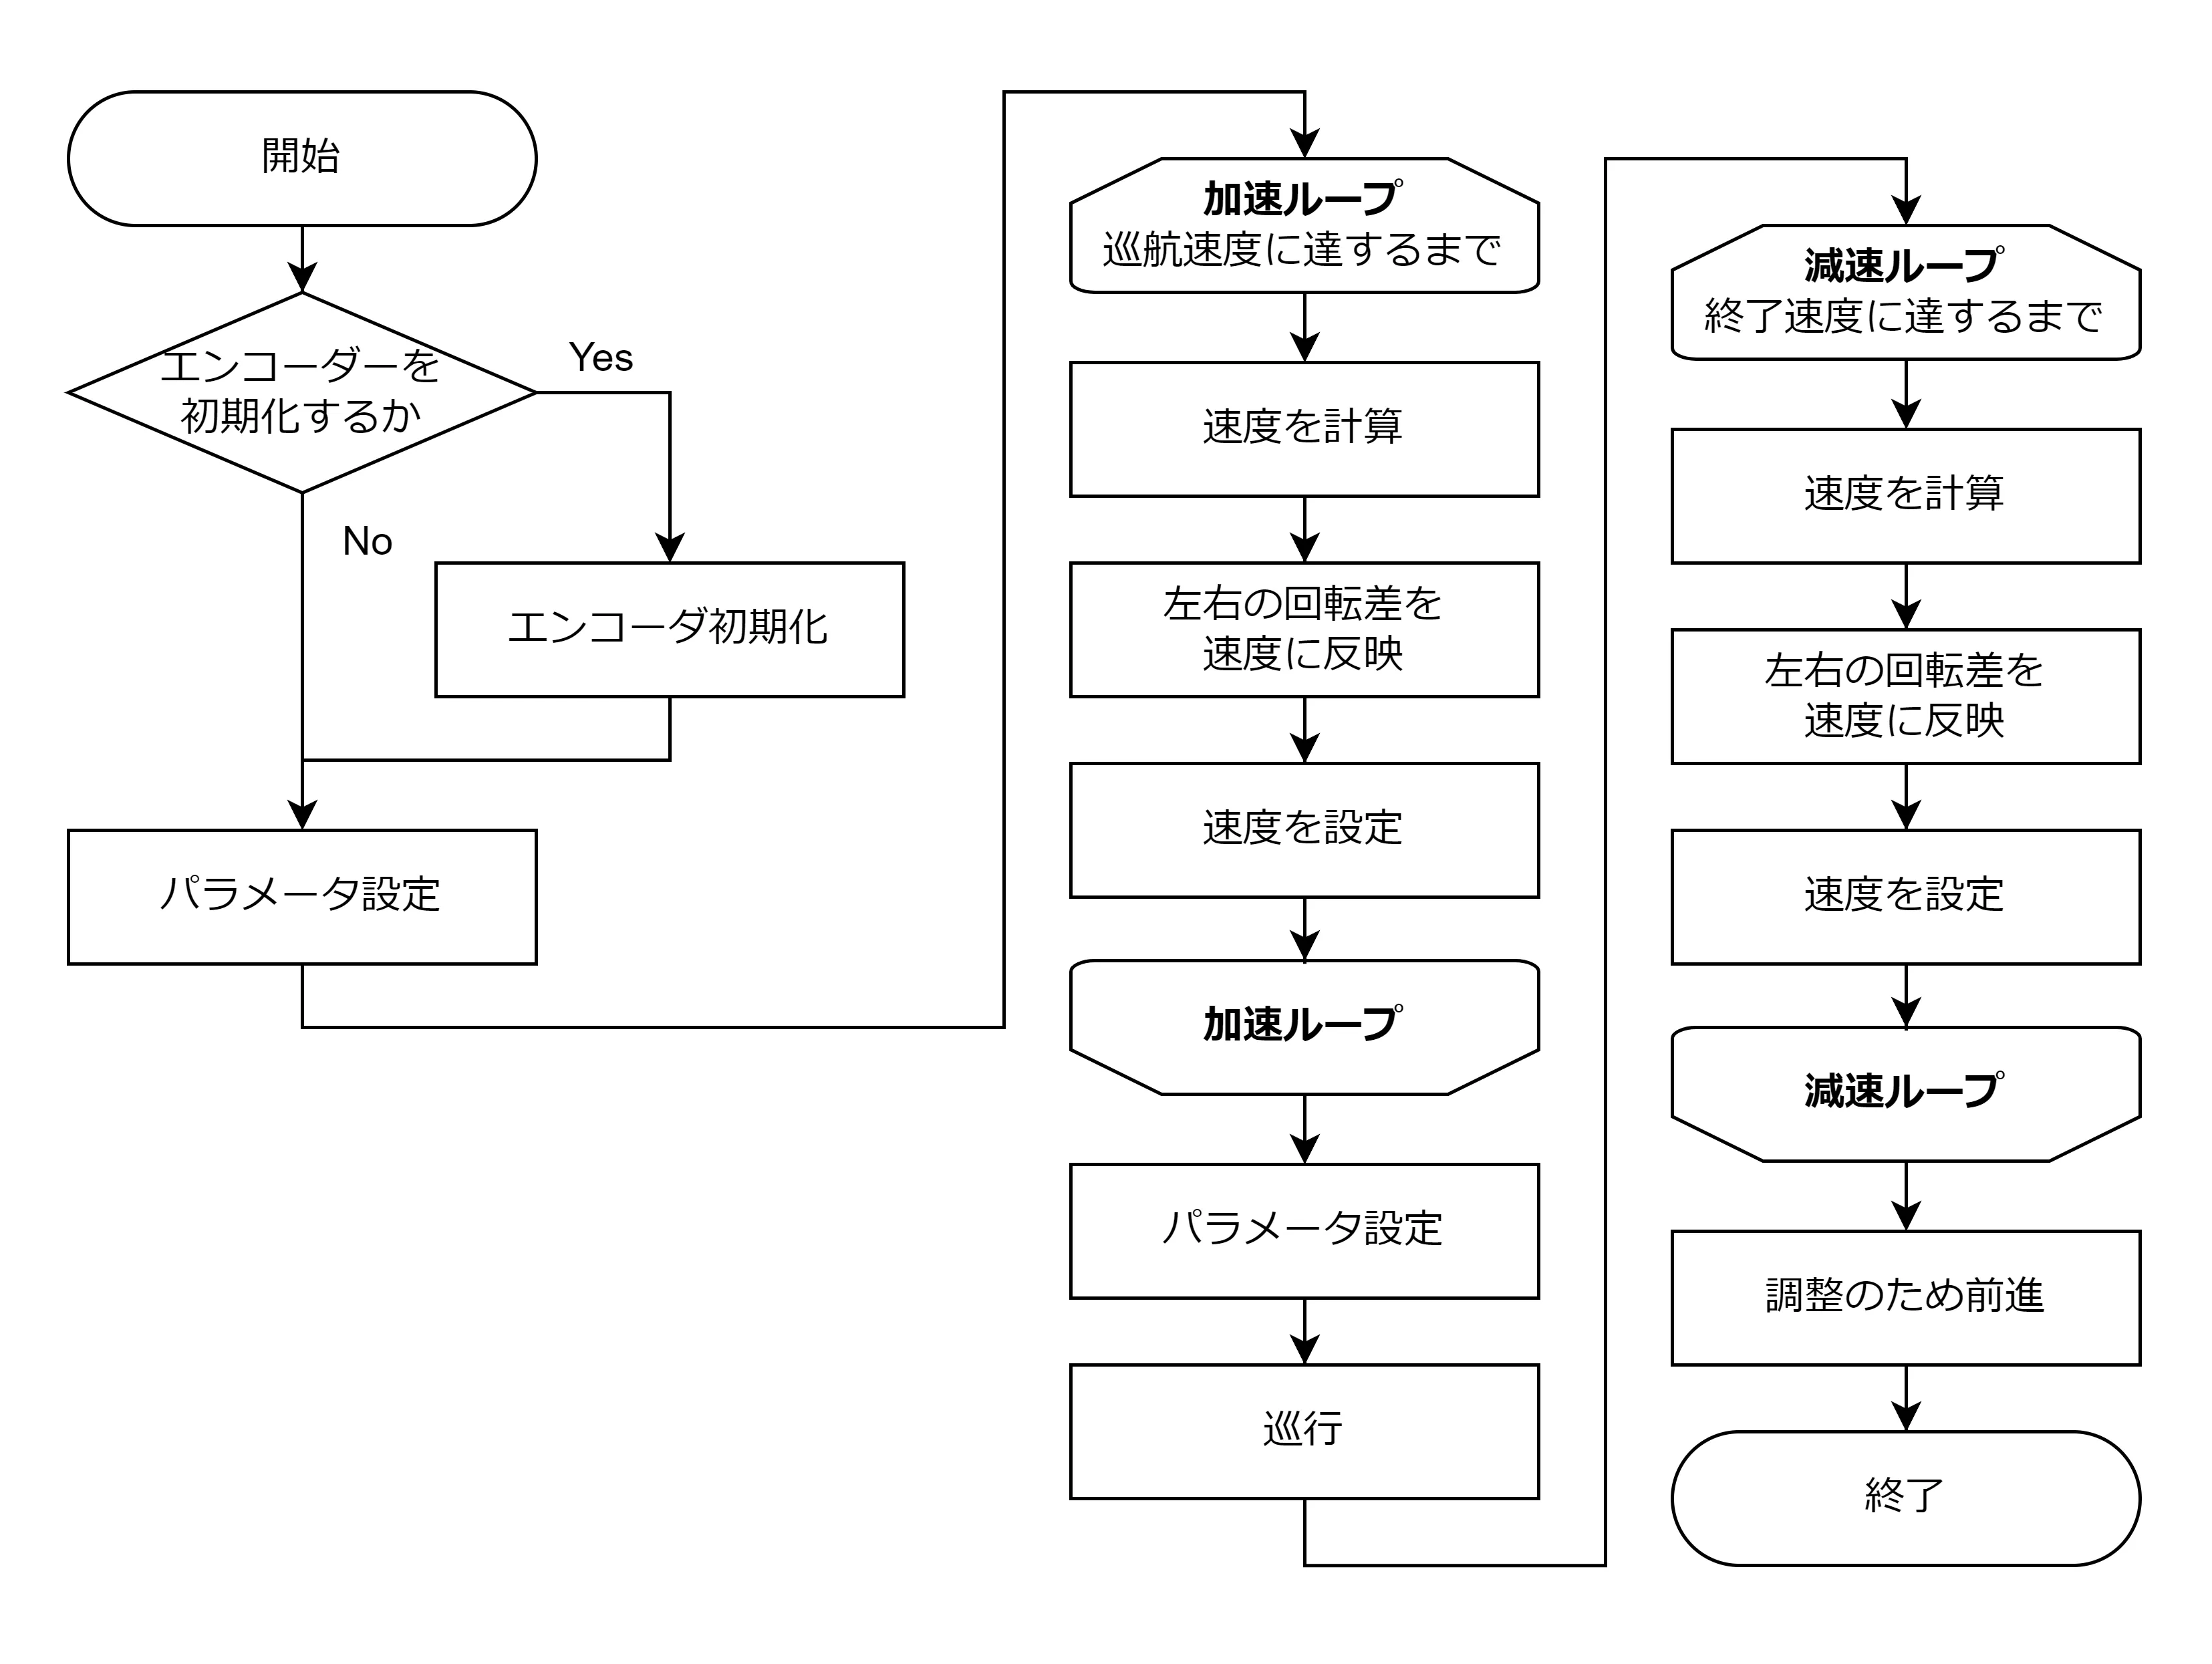 開始
エンコーダーを
初期化するか
Yes
No
エンコーダ初期化
パラメータ設定
加速ループ
巡航速度に達するまで
速度を計算
左右の回転差を
速度に反映
速度を設定
加速ループ
パラメータ設定
巡行
減速ループ
終了速度に達するまで
速度を計算
左右の回転差を
速度に反映
速度を設定
減速ループ
調整のため前進
終了